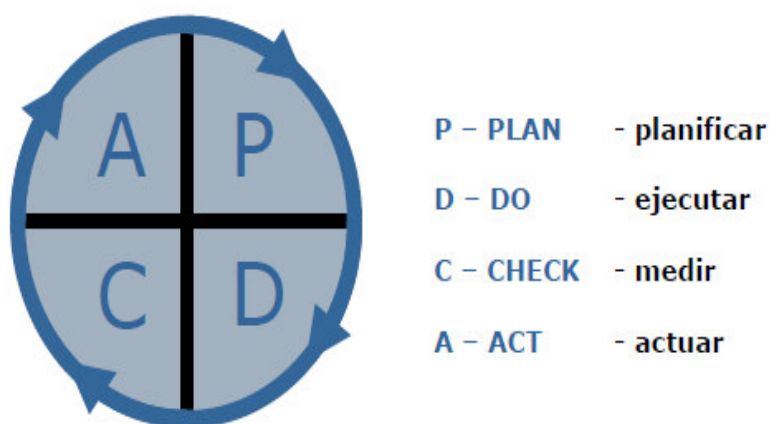 A P
C D
P – PLAN - planificar
D – DO - ejecutar
C – CHECK - medir
A – ACT - actuar